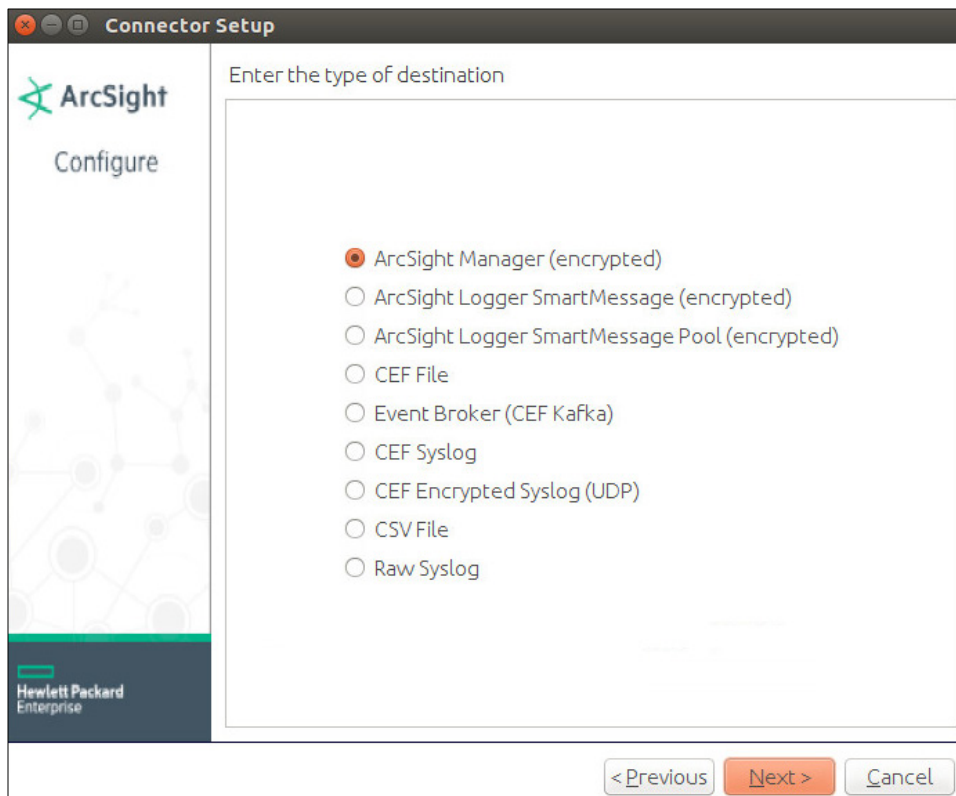 Connector Setup
ArcSight
Configure
Enter the type of destination
ArcSight Manager (encrypted)
ArcSight Logger SmartMessage (encrypted)
ArcSight Logger SmartMessage Pool (encrypted)
CEF File
Event Broker (CEF Kafka)
CEF Syslog
CEF Encrypted Syslog (UDP)
CSV File
Raw Syslog
Hewlett Packard
Enterprise
< Previous
Next >
Cancel